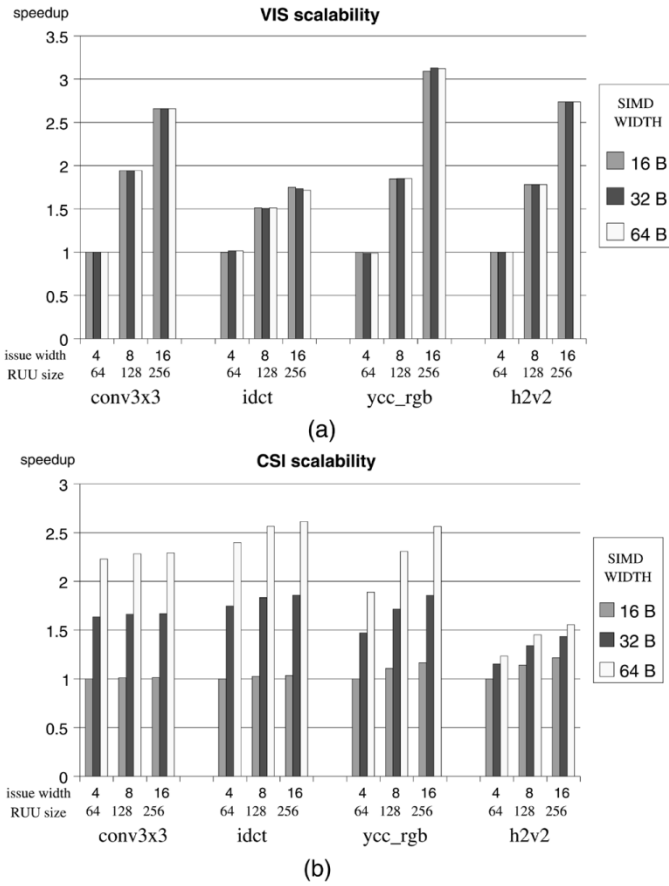 speedup
VIS scalability
3.5
3
2.5
2
1.5
1
0.5
0
SIMD
WIDTH
16 B
32 B
64 B
issue width 4 8 16 4 8 16 4 8 16 4 8 16
RUU size 64 128 256 64 128 256 64 128 256 64 128 256
conv3x3 idct ycc_rgb h2v2
(a)
speedup
CSI scalability
3
2.5
2
1.5
1
0.5
0
SIMD
WIDTH
16 B
32 B
64 B
issue width 4 8 16 4 8 16 4 8 16 4 8 16
RUU size 64 128 256 64 128 256 64 128 256 64 128 256
conv3x3 idct ycc_rgb h2v2
(b)